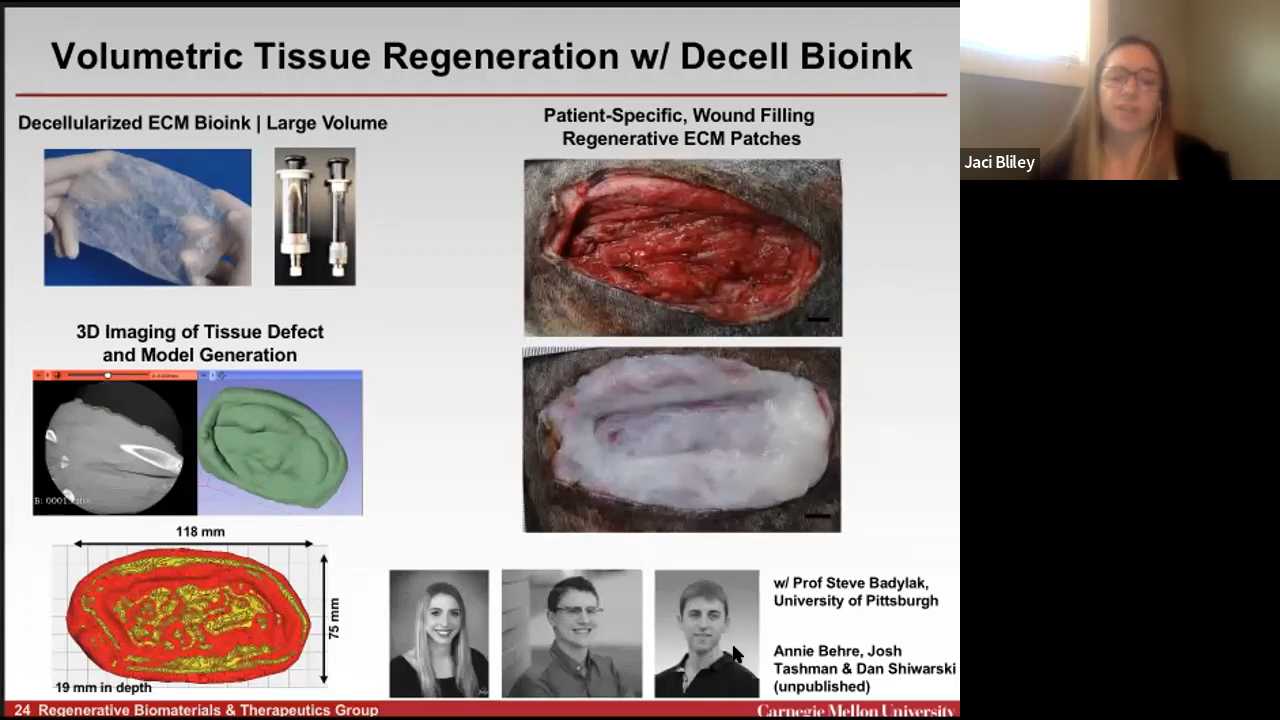 Volumetric Tissue Regeneration w/ Decell Bioink
Decellularized ECM Bioink | Large Volume
Patient-Specific, Wound Filling
Regenerative ECM Patches
3D Imaging of Tissue Defect
and Model Generation
118 mm
75 mm
19 mm in depth
w/ Prof Steve Badylak,
University of Pittsburgh
Annie Behre, Josh
Tashman & Dan Shiwarski
(unpublished)
24 Regenerative Biomaterials & Therapeutics Group
Carnegie Mellon University
Jaci Bliley